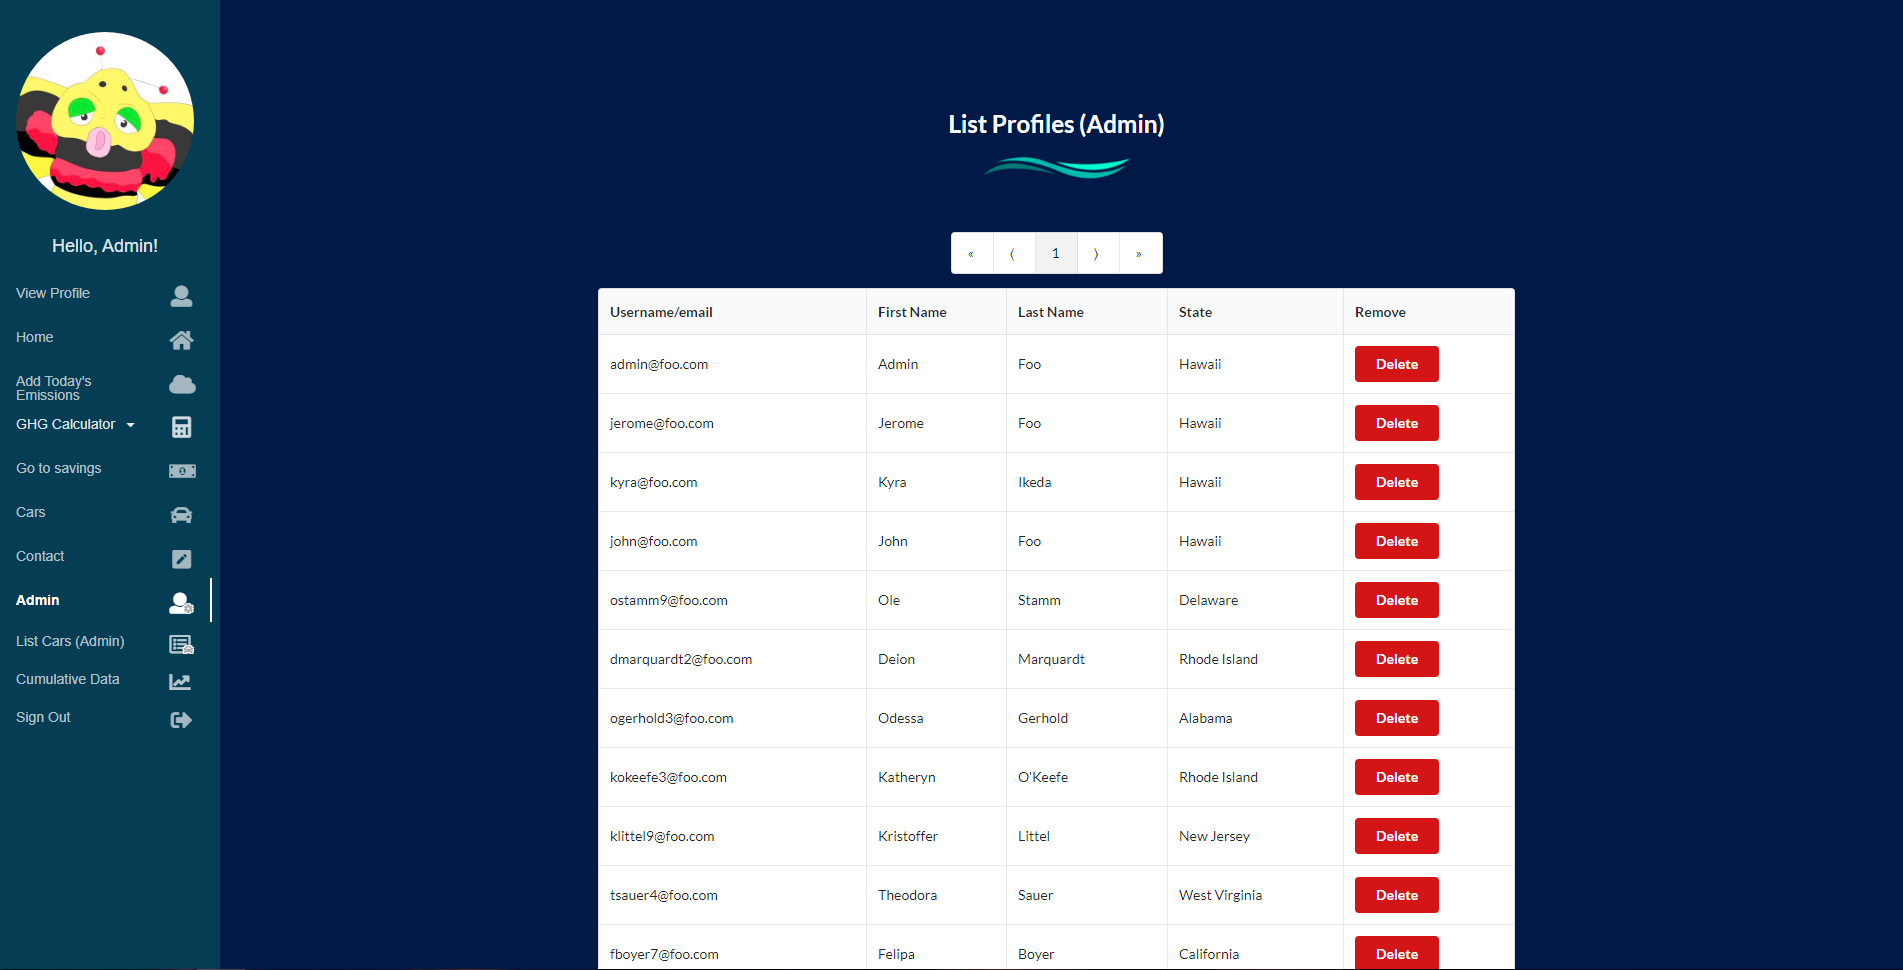 Hello, Admin!
View Profile
Home
Add Today's
Emissions
GHG Calculator
Go to savings
Cars
Contact
Admin
List Cars (Admin)
Cumulative Data
Sign Out
List Profiles (Admin)
« ⟨ 1 ⟩ »
Username/email First Name Last Name State Remove
admin@foo.com Admin Foo Hawaii Delete
jerome@foo.com Jerome Foo Hawaii Delete
kyra@foo.com Kyra Ikeda Hawaii Delete
john@foo.com John Foo Hawaii Delete
ostamm9@foo.com Ole Stamm Delaware Delete
dmarquardt2@foo.com Deion Marquardt Rhode Island Delete
ogerhold3@foo.com Odessa Gerhold Alabama Delete
kokeefe3@foo.com Katheryn O'Keefe Rhode Island Delete
klittel9@foo.com Kristoffer Littel New Jersey Delete
tsauer4@foo.com Theodora Sauer West Virginia Delete
fboyer7@foo.com Felipa Boyer California Delete